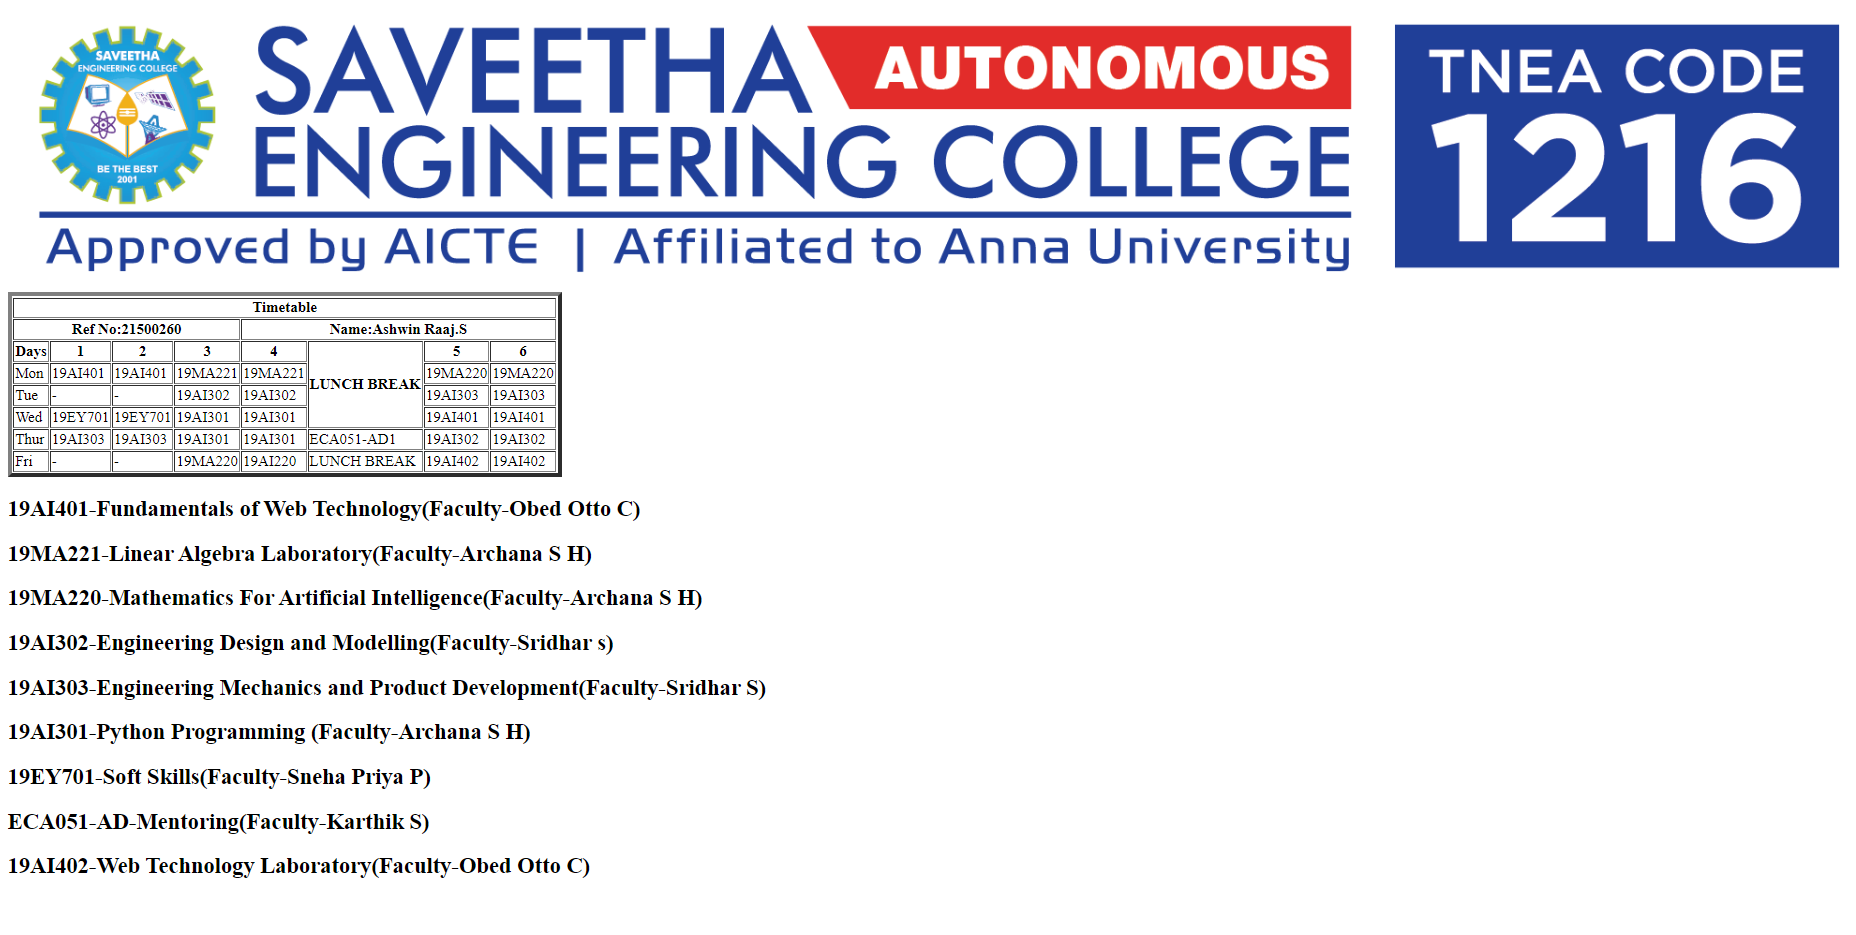 SAVEETHA
ENGINEERING COLLEGE
BE THE BEST
2001
SAVEETHA AUTONOMOUS
ENGINEERING COLLEGE
Approved by AICTE | Affiliated to Anna University
TNEA CODE
1216
Timetable
Ref No:21500260 Name:Ashwin Raaj.S
Days 1 2 3 4 LUNCH BREAK 5 6
Mon 19AI401 19AI401 19MA221 19MA221 19MA220 19MA220
Tue - - 19AI302 19AI302 19AI303 19AI303
Wed 19EY701 19EY701 19AI301 19AI301 19AI401 19AI401
Thur 19AI303 19AI303 19AI301 19AI301 ECA051-AD1 19AI302 19AI302
Fri - - 19MA220 19AI220 LUNCH BREAK 19AI402 19AI402
19AI401-Fundamentals of Web Technology(Faculty-Obed Otto C)
19MA221-Linear Algebra Laboratory(Faculty-Archana S H)
19MA220-Mathematics For Artificial Intelligence(Faculty-Archana S H)
19AI302-Engineering Design and Modelling(Faculty-Sridhar s)
19AI303-Engineering Mechanics and Product Development(Faculty-Sridhar S)
19AI301-Python Programming (Faculty-Archana S H)
19EY701-Soft Skills(Faculty-Sneha Priya P)
ECA051-AD-Mentoring(Faculty-Karthik S)
19AI402-Web Technology Laboratory(Faculty-Obed Otto C)